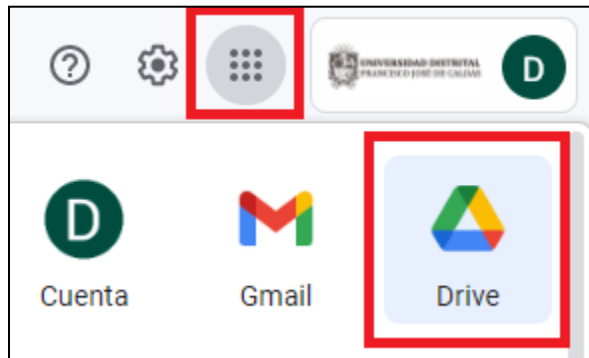 UNIVERSIDAD DISTRITAL
FRANCISCO JOSÉ DE CALDAS
D
D
Cuenta
Gmail
Drive